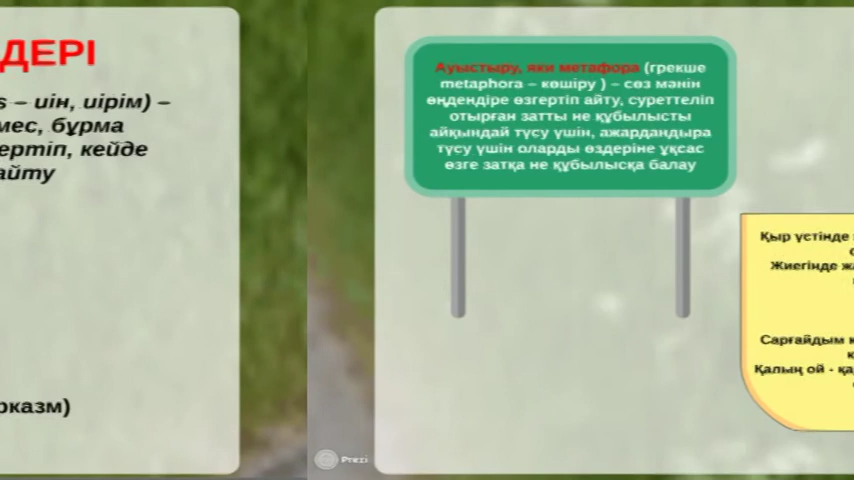 ДЕРІ
s – иін, иірім) –
мес, бұрма
ертіп, кейде
айту
рказм)
Ауыстыру, яки метафора (грекше
metaphora – көшіру ) – сөз мәнін
өңдендіре өзгертіп айту, суреттеліп
отырған затты не құбылысты
айқындай түсу үшін, ажардандыра
түсу үшін оларды өздеріне ұқсас
өзге затқа не құбылысқа балау
Қыр үстінде
Жиегінде
Сарғайдым
Қалың ой - қа
Prezi